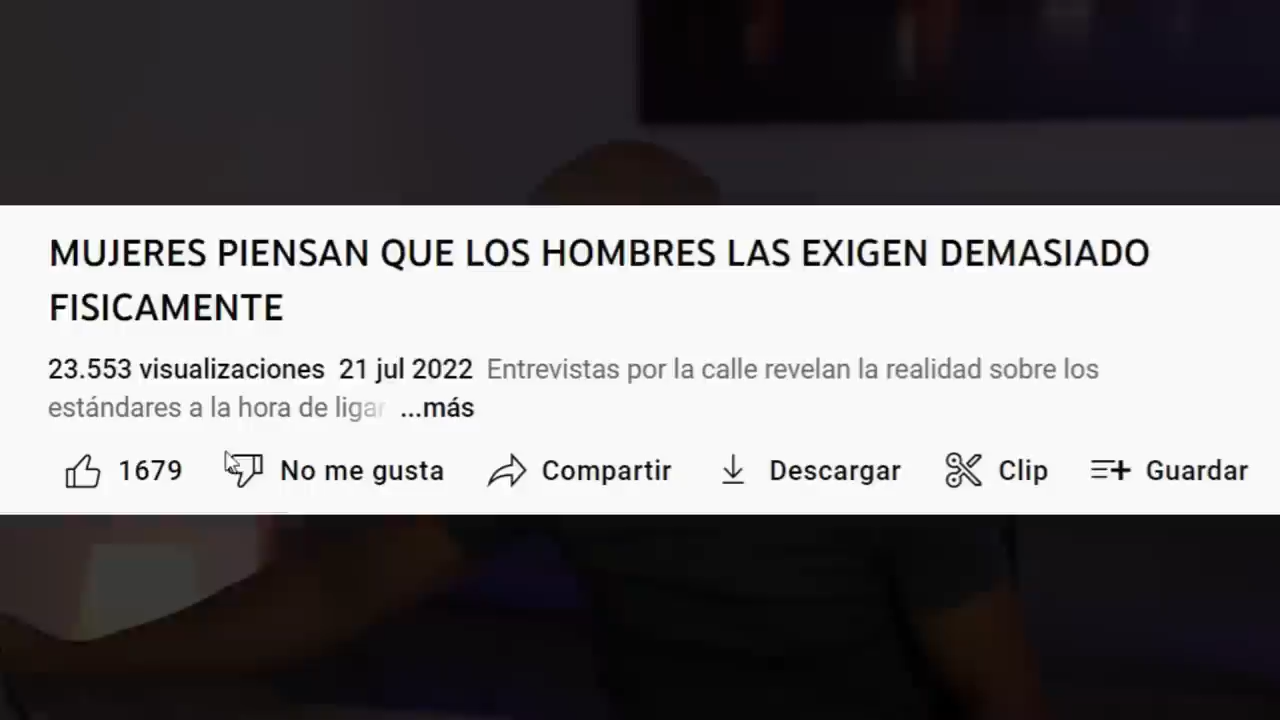 MUJERES PIENSAN QUE LOS HOMBRES LAS EXIGEN DEMASIADO
FISICAMENTE
23.553 visualizaciones 21 jul 2022 Entrevistas por la calle revelan la realidad sobre los
estándares a la hora de ligar ...más
1679 No me gusta Compartir Descargar Clip Guardar